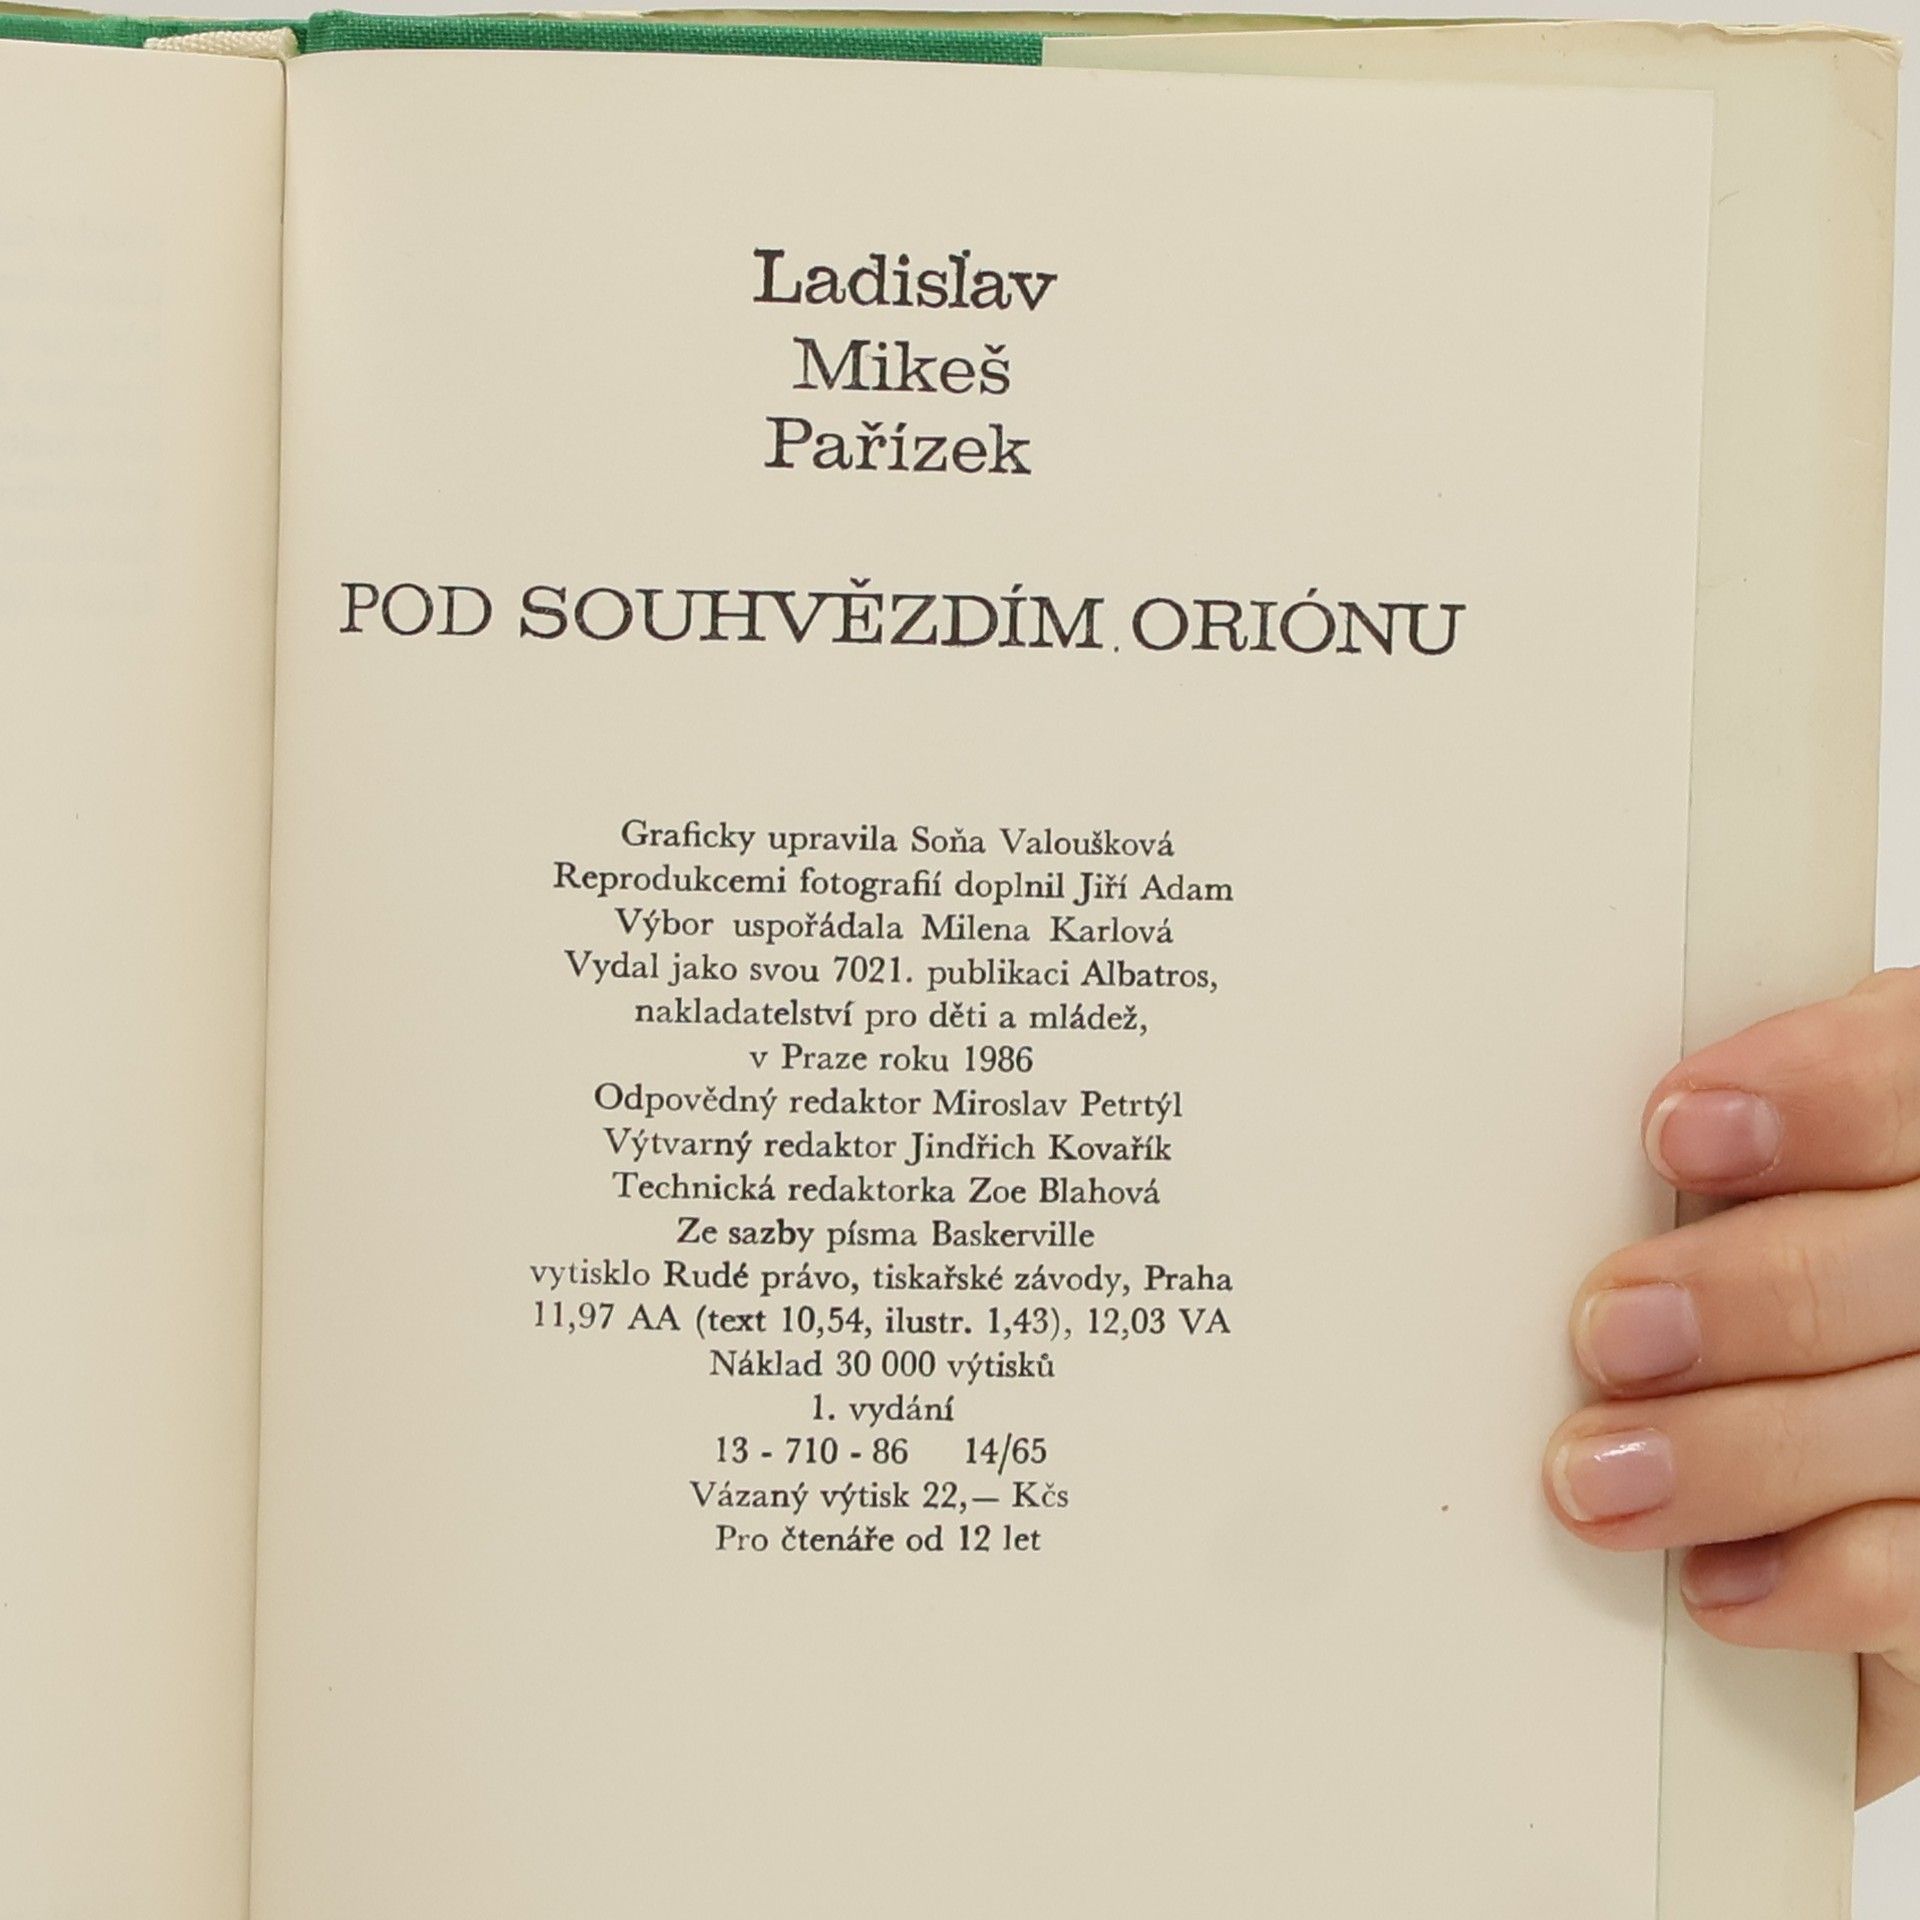 Ladislav
Mikeš
Pařízek
POD SOUHVĚZDÍM ORIÓNU
Graficky upravila Soňa Valoušková
Reprodukcemi fotografií doplnil Jiří Adam
Výbor uspořádala Milena Karlová
Vydal jako svou 7021. publikaci Albatros,
nakladatelství pro děti a mládež,
v Praze roku 1986
Odpovědný redaktor Miroslav Petrtýl
Výtvarný redaktor Jindřich Kovařík
Technická redaktorka Zoe Blahová
Ze sazby písma Baskerville
vytisklo Rudé právo, tiskařské závody, Praha
11,97 AA (text 10,54, ilustr. 1,43), 12,03 VA
Náklad 30 000 výtisků
1. vydání
13 - 710 - 86 14/65
Vázaný výtisk 22,— Kčs
Pro čtenáře od 12 let